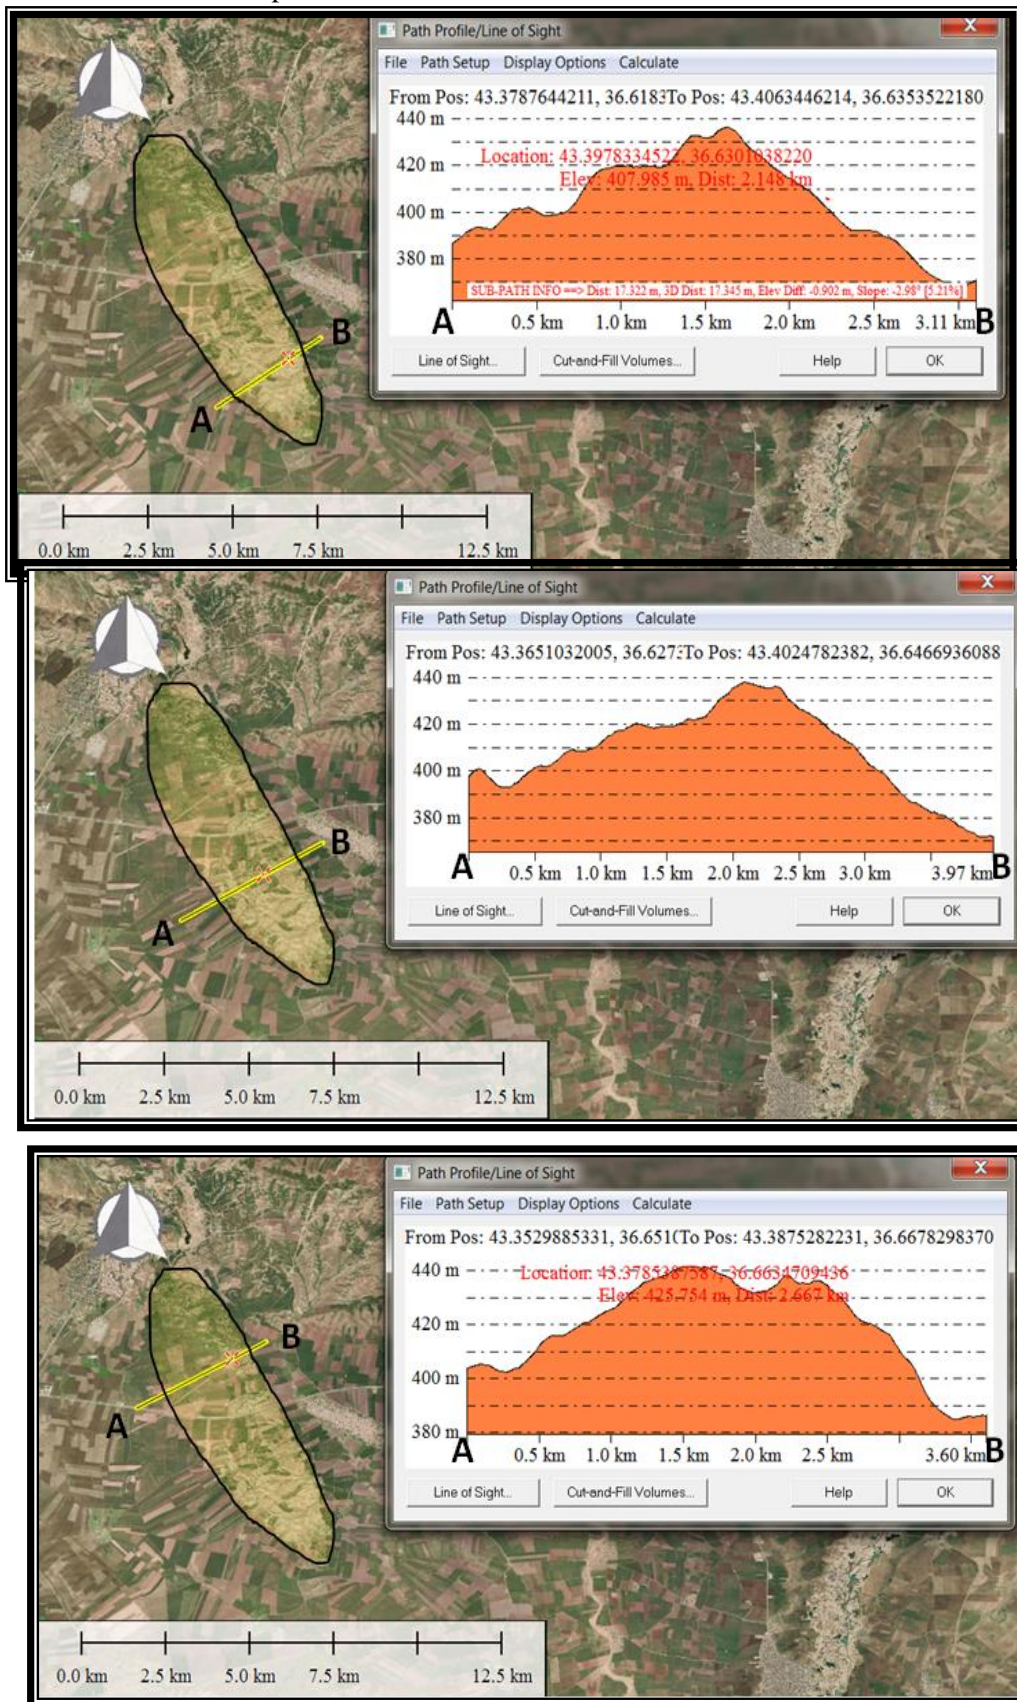 Path Profile/Line of Sight
X
File Path Setup Display Options Calculate
From Pos: 43.3787644211, 36.6183To Pos: 43.4063446214, 36.6353522180
440 m
Location: 43.3978334522, 36.6301038220
420 m
Elev: 407.985 m, Dist: 2.148 km
400 m
380 m
SUB-PATH INFO ==> Dist: 17.322 m, 3D Dist: 17.345 m, Elev Diff: -0.902 m, Slope: -2.98° [5.21%]
A 0.5 km 1.0 km 1.5 km 2.0 km 2.5 km 3.11 km B
Line of Sight... Cut-and-Fill Volumes... Help OK
B
A
0.0 km 2.5 km 5.0 km 7.5 km 12.5 km
Path Profile/Line of Sight
X
File Path Setup Display Options Calculate
From Pos: 43.3651032005, 36.627 To Pos: 43.4024782382, 36.6466936088
440 m
420 m
400 m
380 m
A 0.5 km 1.0 km 1.5 km 2.0 km 2.5 km 3.0 km 3.97 km B
Line of Sight... Cut-and-Fill Volumes... Help OK
B
A
0.0 km 2.5 km 5.0 km 7.5 km 12.5 km
Path Profile/Line of Sight
X
File Path Setup Display Options Calculate
From Pos: 43.3529885331, 36.651 To Pos: 43.3875282231, 36.6678298370
440 m
Location: 43.3785387587, 36.6634709436
Elev: 425.754 m, Dist: 2.667 km
420 m
400 m
380 m
A 0.5 km 1.0 km 1.5 km 2.0 km 2.5 km 3.60 km B
Line of Sight... Cut-and-Fill Volumes... Help OK
B
A
0.0 km 2.5 km 5.0 km 7.5 km 12.5 km